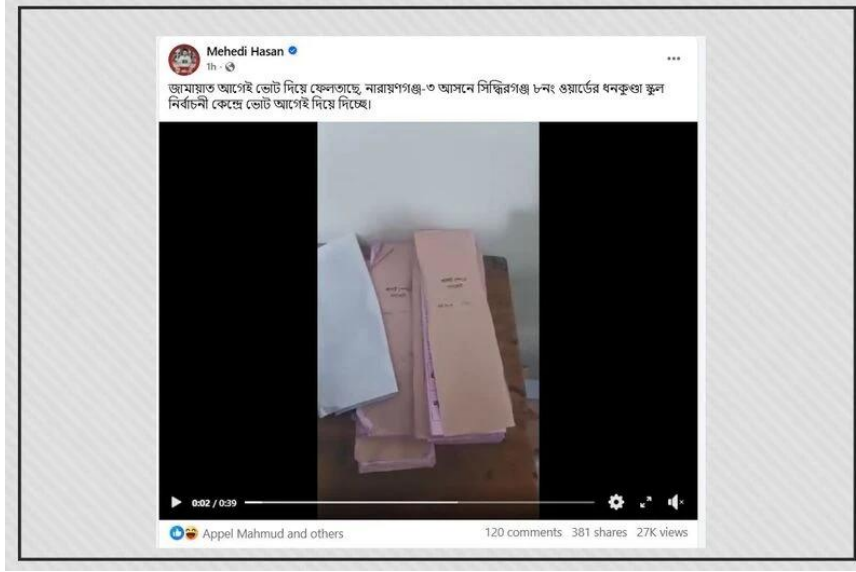 Mehedi Hasan
1h
জামায়াত আগেই ভোট দিয়ে ফেলতাছে, নারায়ণগঞ্জ-৩ আসনে সিদ্ধিরগঞ্জ ৮নং ওয়ার্ডের ধনকুন্ডা স্কুল
নির্বাচনী কেন্দ্রে ভোট আগেই দিয়ে দিচ্ছে।
0:02 / 0:39
Appel Mahmud and others
120 comments 381 shares 27K views